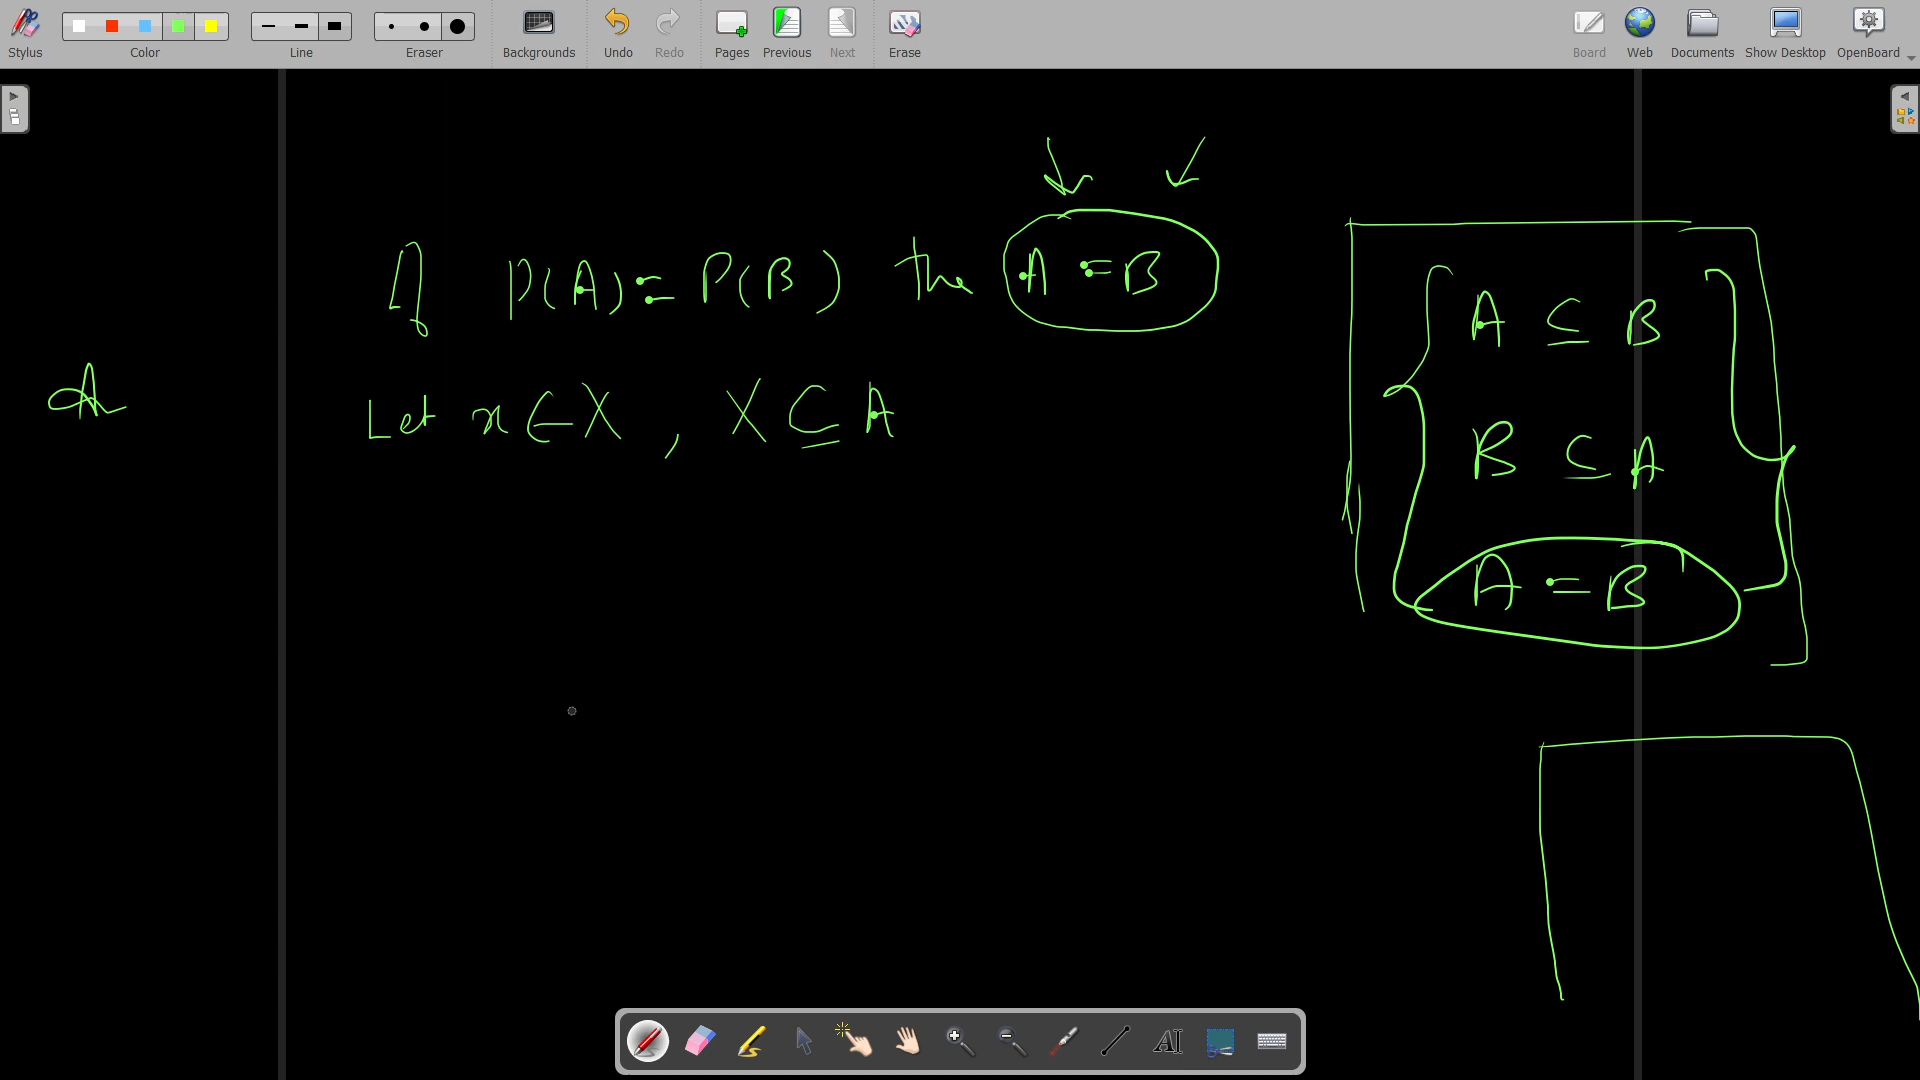 Stylus Color Line Eraser Backgrounds Undo Redo Pages Previous Next Erase Board Web Documents Show Desktop OpenBoard
If P(A) = P(B) the A = B
Let x ∈ X , X ⊆ A
A
A ⊆ B
B ⊆ A
A = B